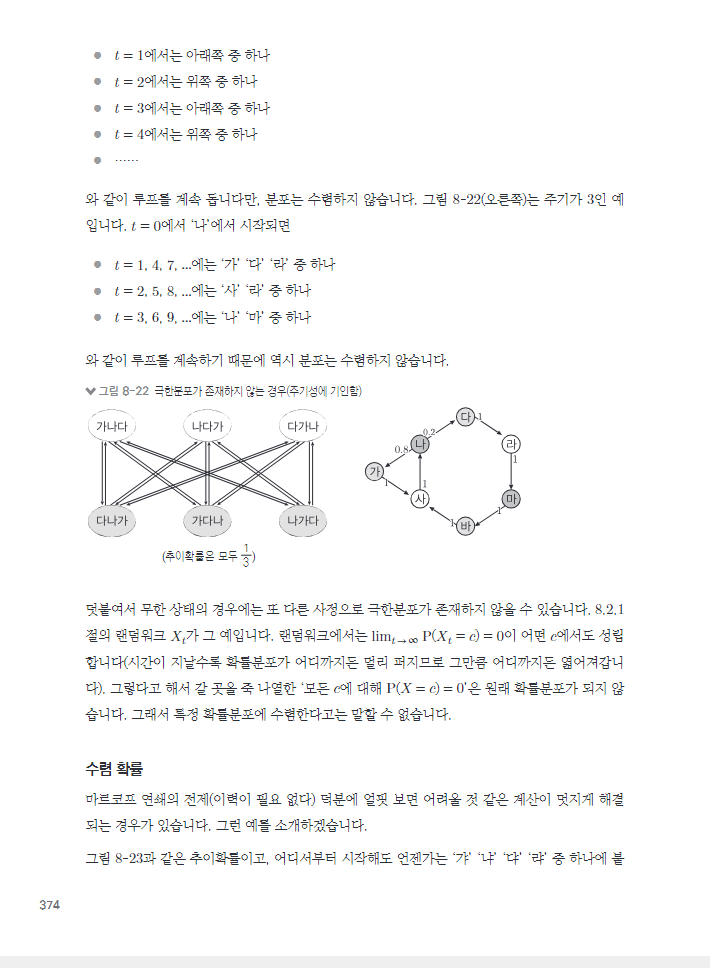 t = 1에서는 아래쪽 중 하나
t = 2에서는 위쪽 중 하나
t = 3에서는 아래쪽 중 하나
t = 4에서는 위쪽 중 하나
……
와 같이 루프를 계속 돕니다만, 분포는 수렴하지 않습니다. 그림 8-22(오른쪽)는 주기가 3인 예
입니다. t = 0에서 ‘나’에서 시작되면
t = 1, 4, 7, …에는 ‘가’ ‘다’ ‘라’ 중 하나
t = 2, 5, 8, …에는 ‘사’ ‘라’ 중 하나
t = 3, 6, 9, …에는 ‘나’ ‘마’ 중 하나
와 같이 루프를 계속하기 때문에 역시 분포는 수렴하지 않습니다.
그림 8-22 극한분포가 존재하지 않는 경우(주기성에 기인함)
가나다 나다가 다가나
다나가 가다나 나가다
(추이확률은 모두 1/3)
다 1
0.2
나 라
0.8 1
가
1 1
사 마
1 1
바
덧붙여서 무한 상태의 경우에는 또 다른 사정으로 극한분포가 존재하지 않을 수 있습니다. 8.2.1
절의 랜덤워크 Xt가 그 예입니다. 랜덤워크에서는 limt→∞ P(Xt = c) = 0이 어떤 c에서도 성립
합니다(시간이 지날수록 확률분포가 어디까지든 멀리 퍼지므로 그만큼 어디까지든 엷어져갑니
다). 그렇다고 해서 갈 곳을 죽 나열한 ‘모든 c에 대해 P(X = c) = 0’은 원래 확률분포가 되지 않
습니다. 그래서 특정 확률분포에 수렴한다고는 말할 수 없습니다.
수렴 확률
마르코프 연쇄의 전제(이력이 필요 없다) 덕분에 얼핏 보면 어려울 것 같은 계산이 멋지게 해결
되는 경우가 있습니다. 그런 예를 소개하겠습니다.
그림 8-23과 같은 추이확률이고, 어디서부터 시작해도 언젠가는 ‘갸’ ‘냐’ ‘댜’ ‘랴’ 중 하나에 붙
374